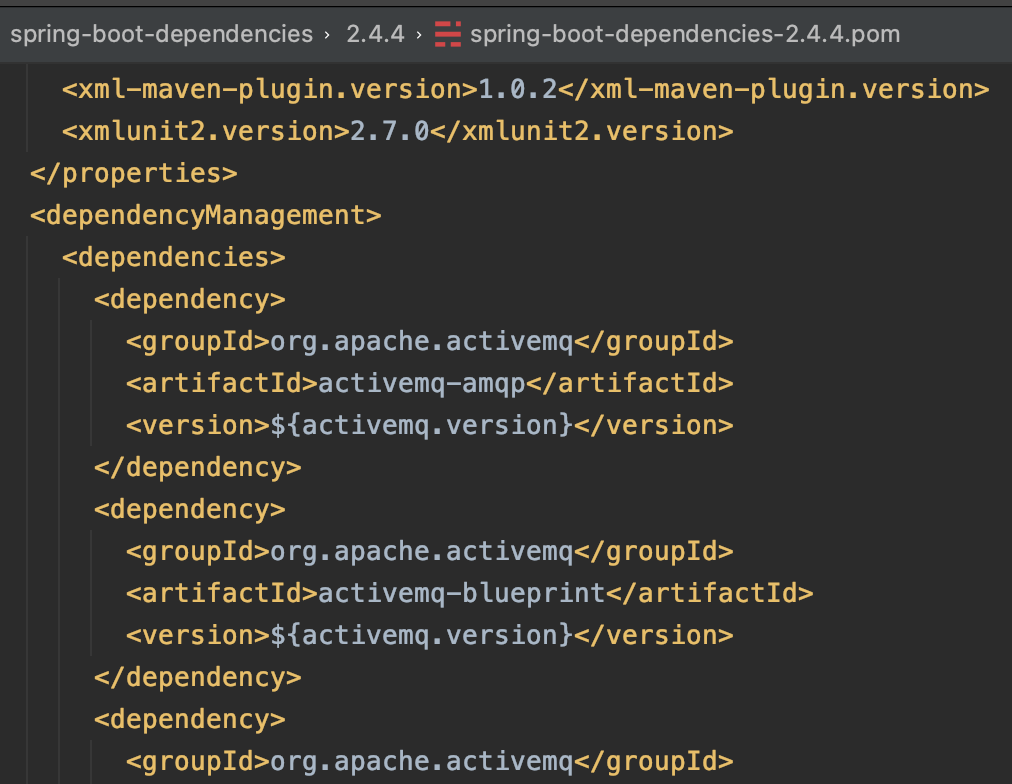 spring-boot-dependencies › 2.4.4 › spring-boot-dependencies-2.4.4.pom
<xml-maven-plugin.version>1.0.2</xml-maven-plugin.version>
<xmlunit2.version>2.7.0</xmlunit2.version>
</properties>
<dependencyManagement>
<dependencies>
<dependency>
<groupId>org.apache.activemq</groupId>
<artifactId>activemq-amqp</artifactId>
<version>${activemq.version}</version>
</dependency>
<dependency>
<groupId>org.apache.activemq</groupId>
<artifactId>activemq-blueprint</artifactId>
<version>${activemq.version}</version>
</dependency>
<dependency>
<groupId>org.apache.activemq</groupId>